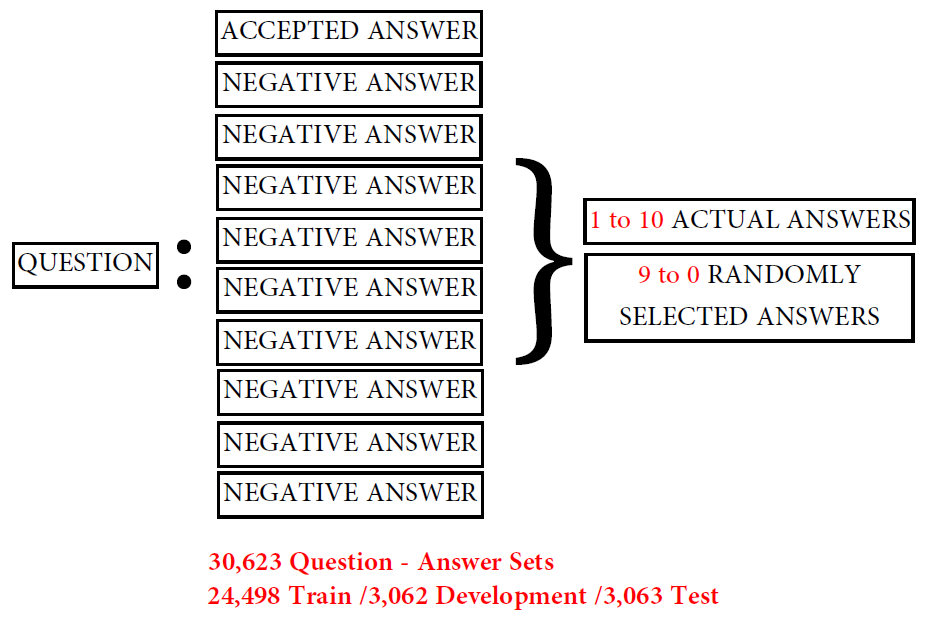 ACCEPTED ANSWER
NEGATIVE ANSWER
NEGATIVE ANSWER
NEGATIVE ANSWER
NEGATIVE ANSWER
NEGATIVE ANSWER
NEGATIVE ANSWER
NEGATIVE ANSWER
NEGATIVE ANSWER
NEGATIVE ANSWER
QUESTION :
}
1 to 10 ACTUAL ANSWERS
9 to 0 RANDOMLY
SELECTED ANSWERS
30,623 Question - Answer Sets
24,498 Train /3,062 Development /3,063 Test